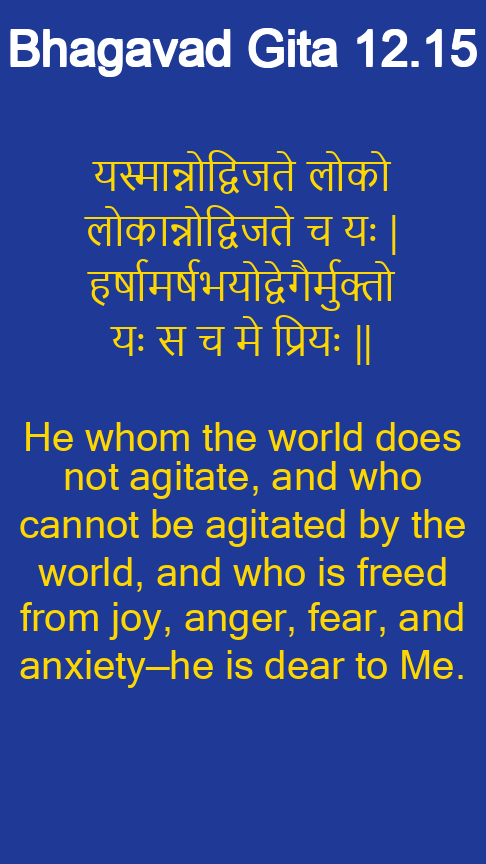 Bhagavad Gita 12.15
यस्मान्नोद्विजते लोको
लोकान्नोद्विजते च यः |
हर्षामर्षभयोद्वेगैर्मुक्तो
यः स च मे प्रियः ||
He whom the world does
not agitate, and who
cannot be agitated by the
world, and who is freed
from joy, anger, fear, and
anxiety—he is dear to Me.